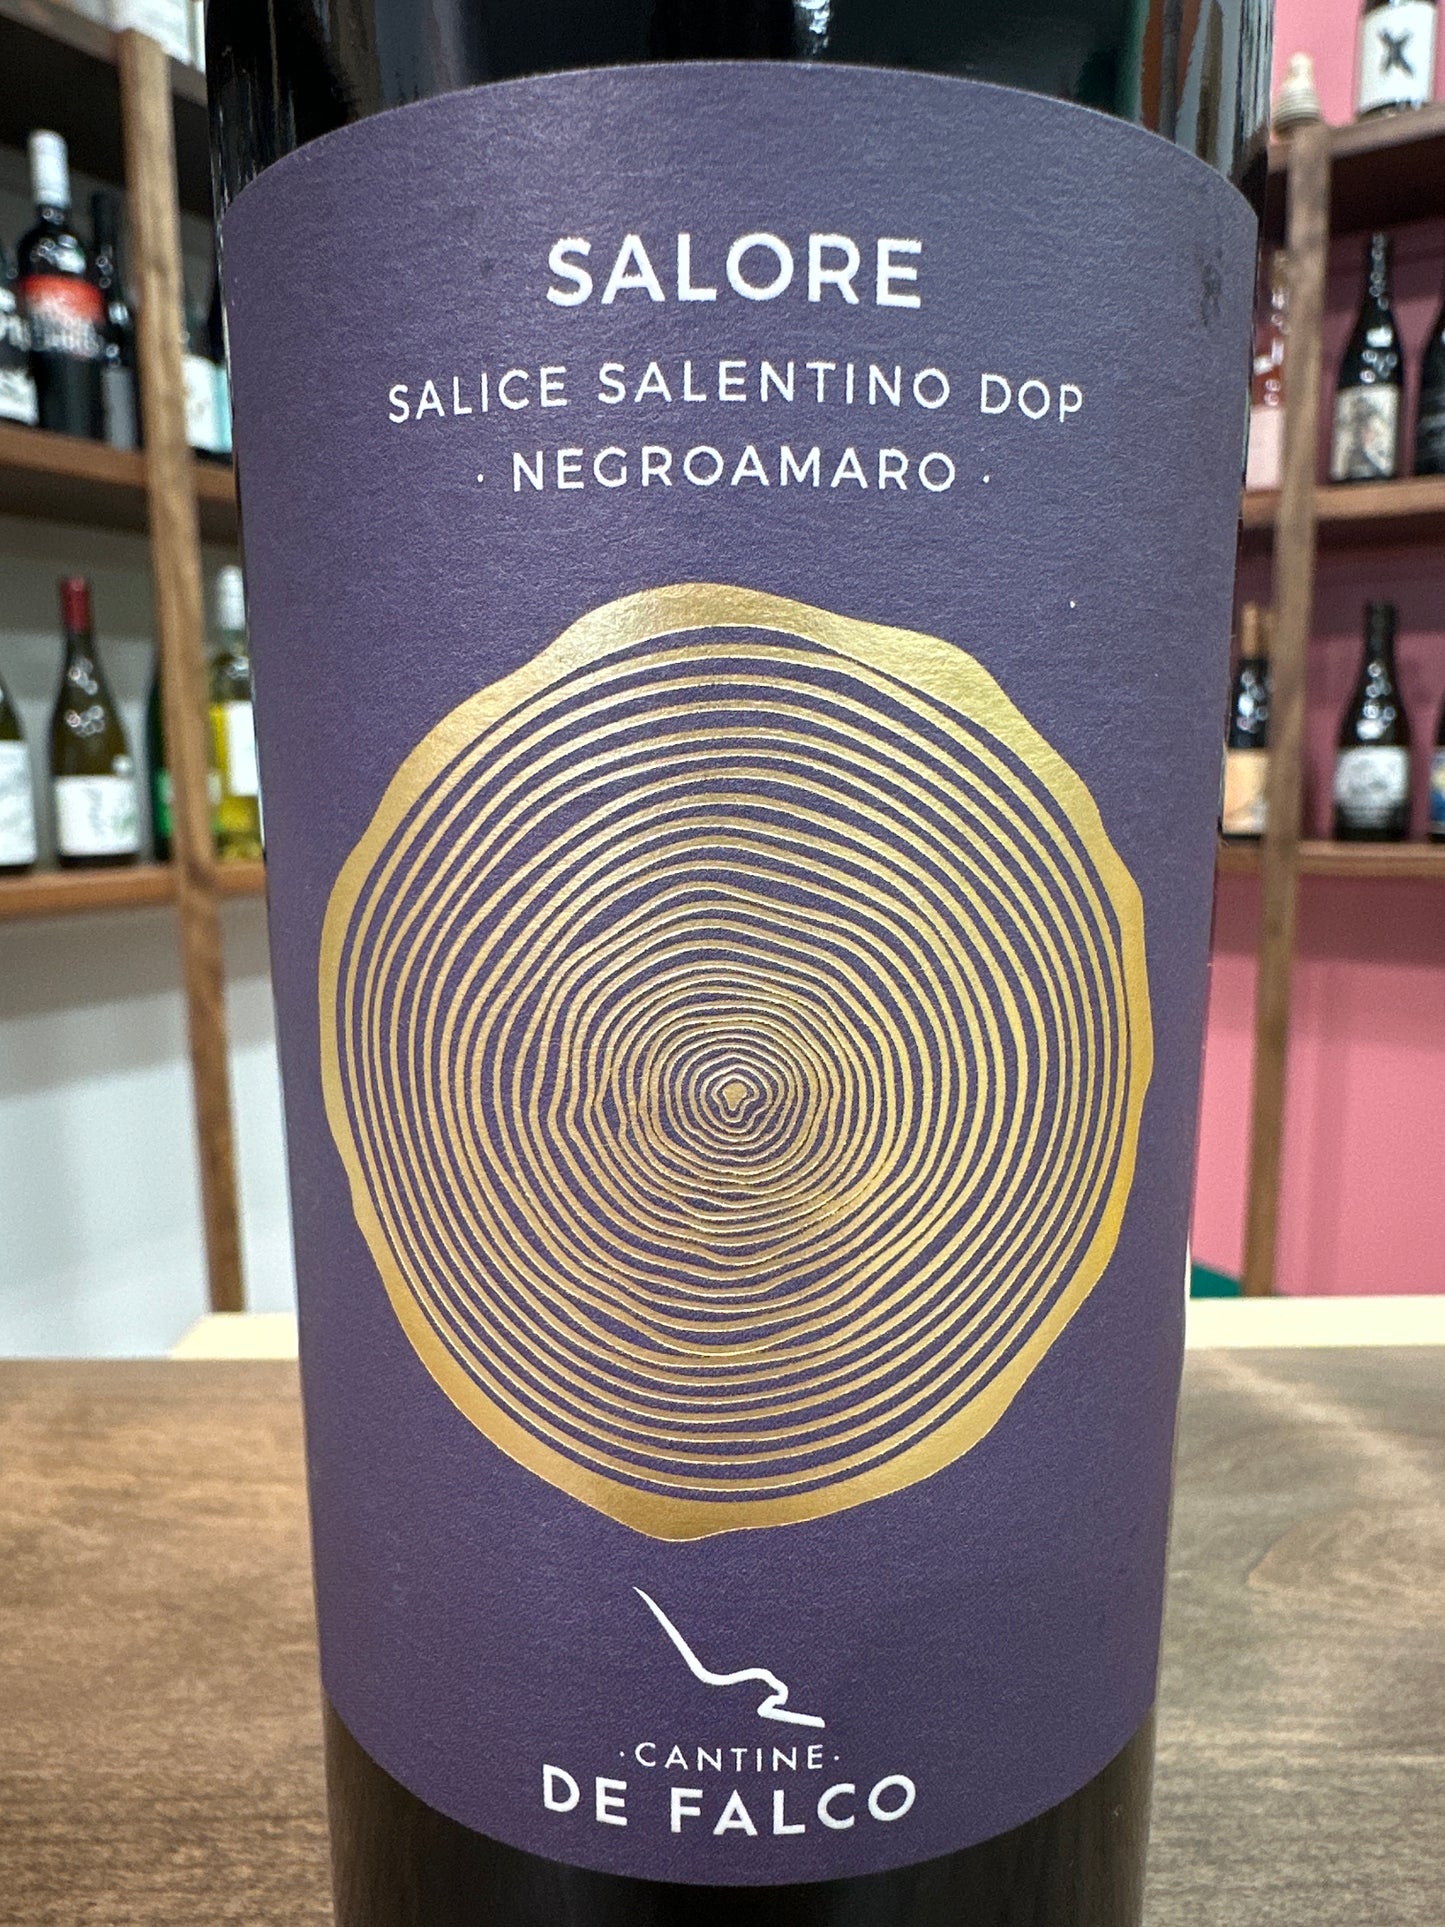 SALORE
SALICE SALENTINO DOP
· NEGROAMARO ·
·CANTINE·
DE FALCO
X